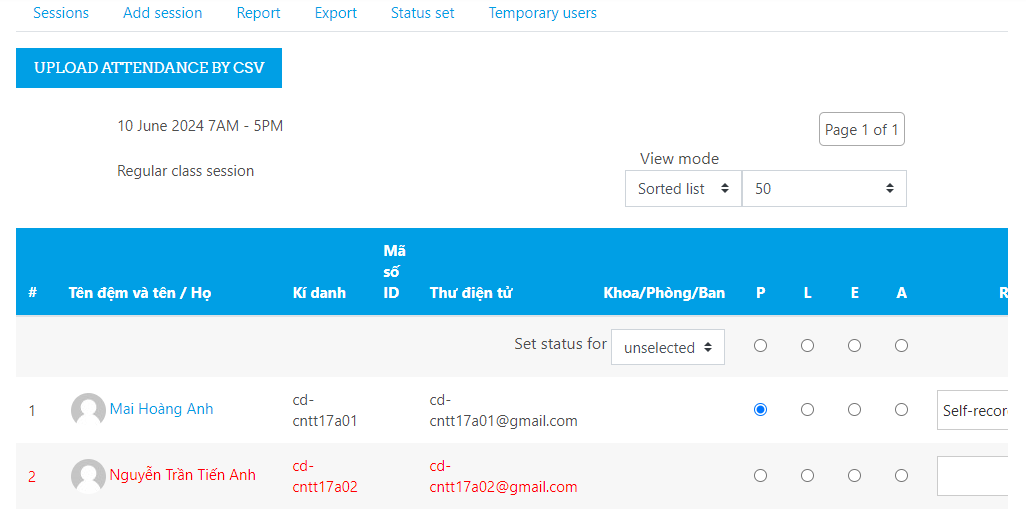 Sessions Add session Report Export Status set Temporary users
UPLOAD ATTENDANCE BY CSV
10 June 2024 7AM - 5PM
Page 1 of 1
Regular class session
View mode
Sorted list 50
# Tên đệm và tên / Họ Kí danh Mã số ID Thư điện tử Khoa/Phòng/Ban P L E A R
Set status for unselected
1 Mai Hoàng Anh cd-cntt17a01 cd-cntt17a01@gmail.com Self-recor
2 Nguyễn Trần Tiến Anh cd-cntt17a02 cd-cntt17a02@gmail.com